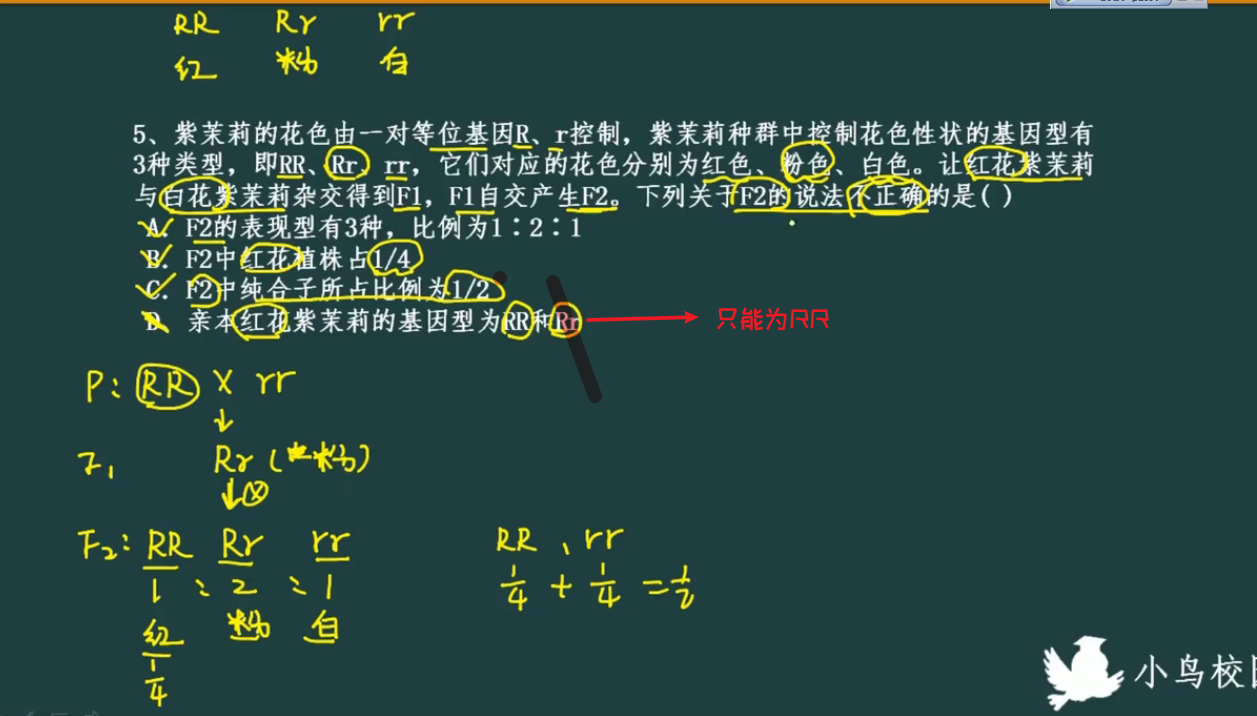 RR Rr rr
红 粉 白
5、紫茉莉的花色由一对等位基因R、r控制，紫茉莉种群中控制花色性状的基因型有
3种类型，即RR、Rr、rr，它们对应的花色分别为红色、粉色、白色。让红花紫茉莉
与白花紫茉莉杂交得到F1，F1自交产生F2。下列关于F2的说法不正确的是( )
A. F2的表现型有3种，比例为1∶2∶1
B. F2中红花植株占1/4
C. F2中纯合子所占比例为1/2
D. 亲本红花紫茉莉的基因型为RR和Rr
只能为RR
P: RR X rr
↓
F1 Rr (粉)
↓⊗
F2: RR Rr rr
1 : 2 : 1
红 粉 白
1/4
RR、rr
1/4 + 1/4 = 1/2
小鸟校